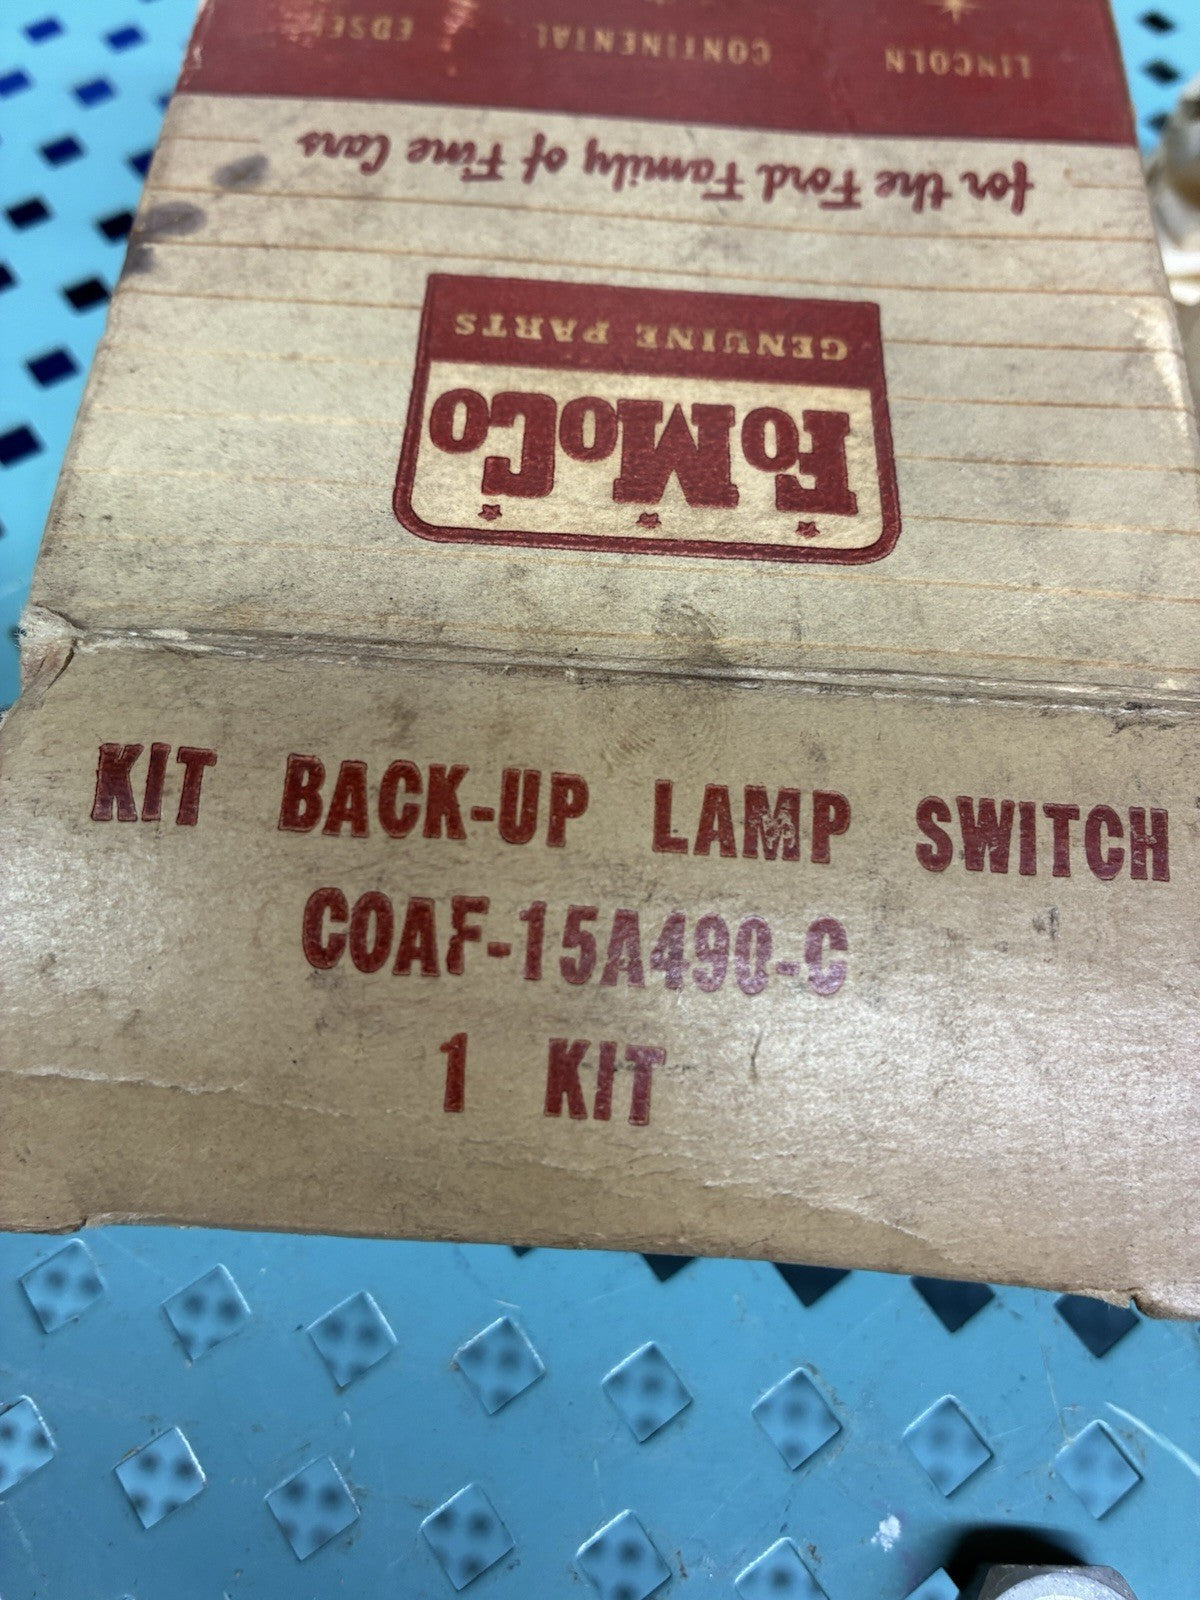 LINCOLN CONTINENTAL EDSEL
for the Ford Family of Fine Cars
GENUINE PARTS
FoMoCo
KIT BACK-UP LAMP SWITCH
COAF-15A490-C
1 KIT